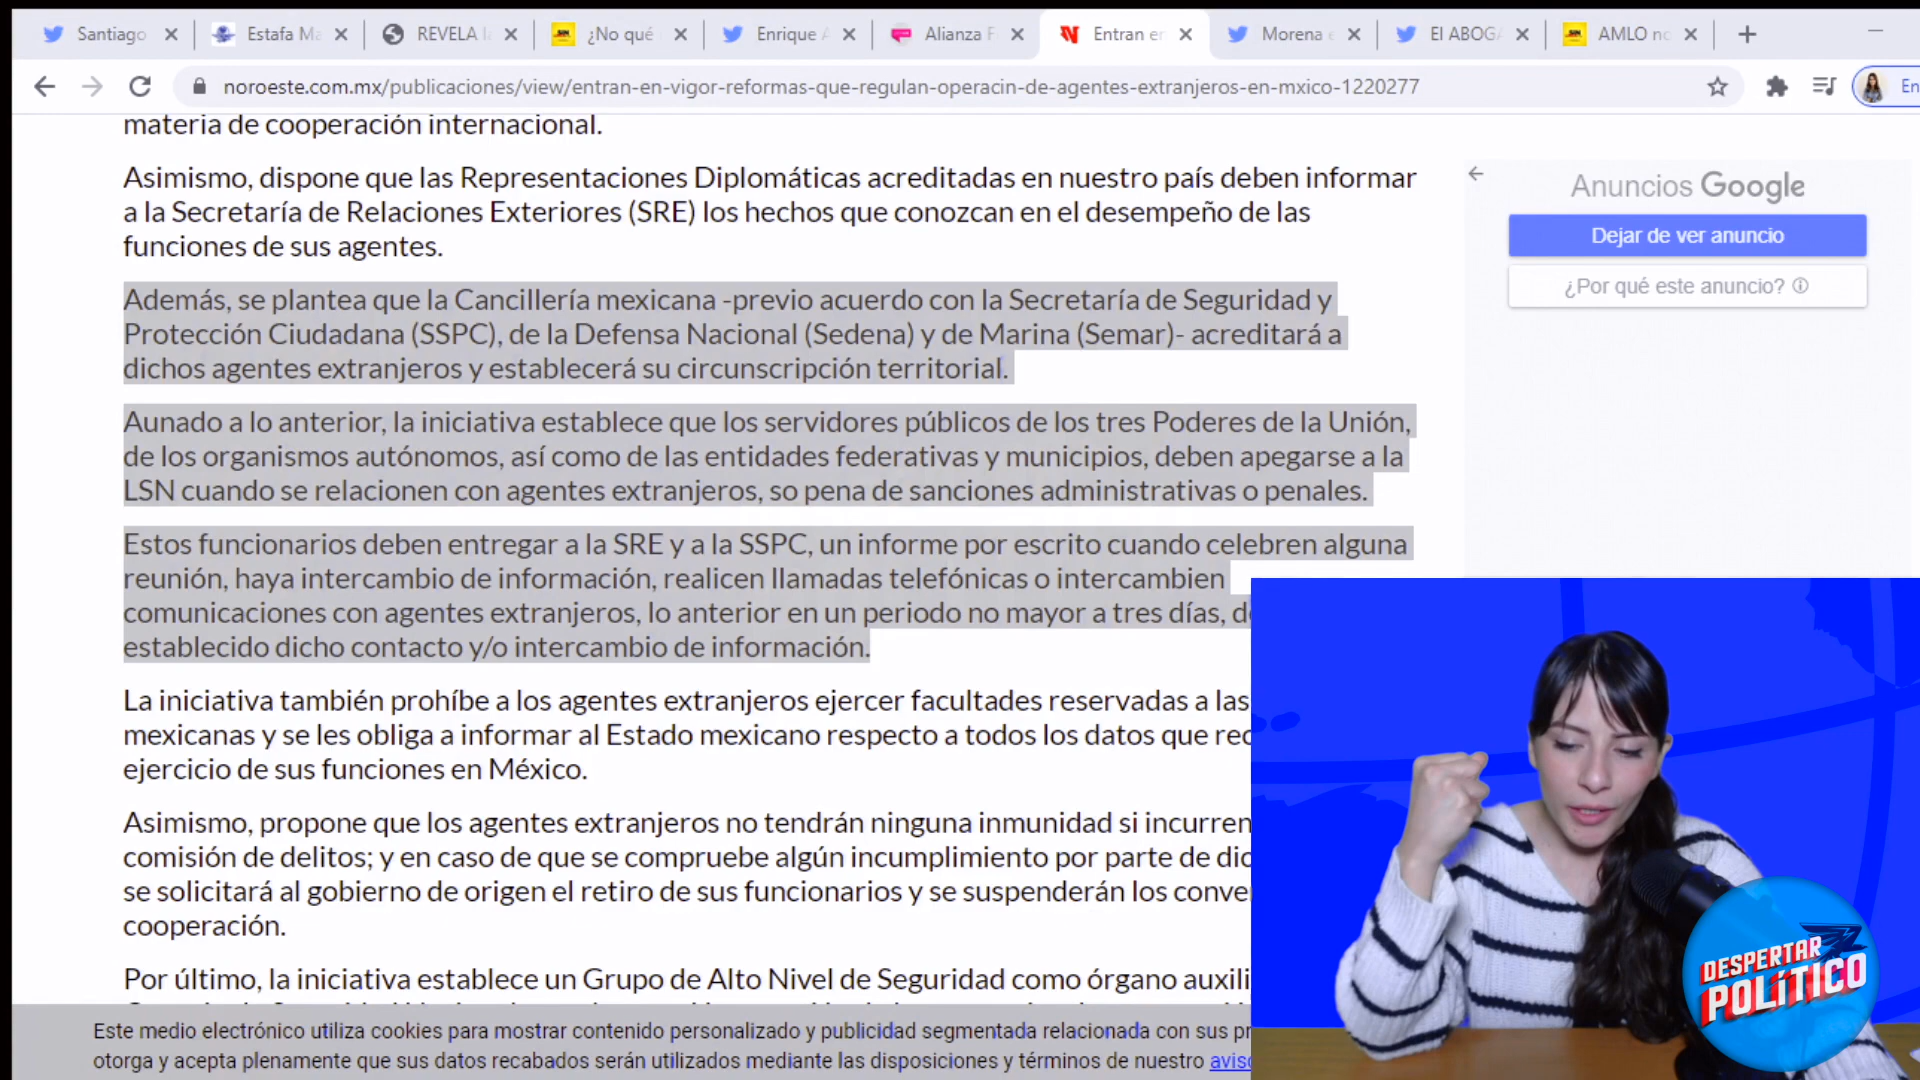 Santiago
Estafa Ma
REVELA l
¿No qué
Enrique A
Alianza F
Entran en
Morena e
El ABOGA
AMLO no
noroeste.com.mx/publicaciones/view/entran-en-vigor-reformas-que-regulan-operacin-de-agentes-extranjeros-en-mxico-1220277
En
materia de cooperación internacional.
Asimismo, dispone que las Representaciones Diplomáticas acreditadas en nuestro país deben informar
a la Secretaría de Relaciones Exteriores (SRE) los hechos que conozcan en el desempeño de las
funciones de sus agentes.
Además, se plantea que la Cancillería mexicana -previo acuerdo con la Secretaría de Seguridad y
Protección Ciudadana (SSPC), de la Defensa Nacional (Sedena) y de Marina (Semar)- acreditará a
dichos agentes extranjeros y establecerá su circunscripción territorial.
Aunado a lo anterior, la iniciativa establece que los servidores públicos de los tres Poderes de la Unión,
de los organismos autónomos, así como de las entidades federativas y municipios, deben apegarse a la
LSN cuando se relacionen con agentes extranjeros, so pena de sanciones administrativas o penales.
Estos funcionarios deben entregar a la SRE y a la SSPC, un informe por escrito cuando celebren alguna
reunión, haya intercambio de información, realicen llamadas telefónicas o intercambien
comunicaciones con agentes extranjeros, lo anterior en un periodo no mayor a tres días, d
establecido dicho contacto y/o intercambio de información.
La iniciativa también prohíbe a los agentes extranjeros ejercer facultades reservadas a las
mexicanas y se les obliga a informar al Estado mexicano respecto a todos los datos que rec
ejercicio de sus funciones en México.
Asimismo, propone que los agentes extranjeros no tendrán ninguna inmunidad si incurren
comisión de delitos; y en caso de que se compruebe algún incumplimiento por parte de dic
se solicitará al gobierno de origen el retiro de sus funcionarios y se suspenderán los conve
cooperación.
Por último, la iniciativa establece un Grupo de Alto Nivel de Seguridad como órgano auxili
Anuncios Google
Dejar de ver anuncio
¿Por qué este anuncio?
Este medio electrónico utiliza cookies para mostrar contenido personalizado y publicidad segmentada relacionada con sus pr
otorga y acepta plenamente que sus datos recabados serán utilizados mediante las disposiciones y términos de nuestro aviso
DESPERTAR
POLÍTICO